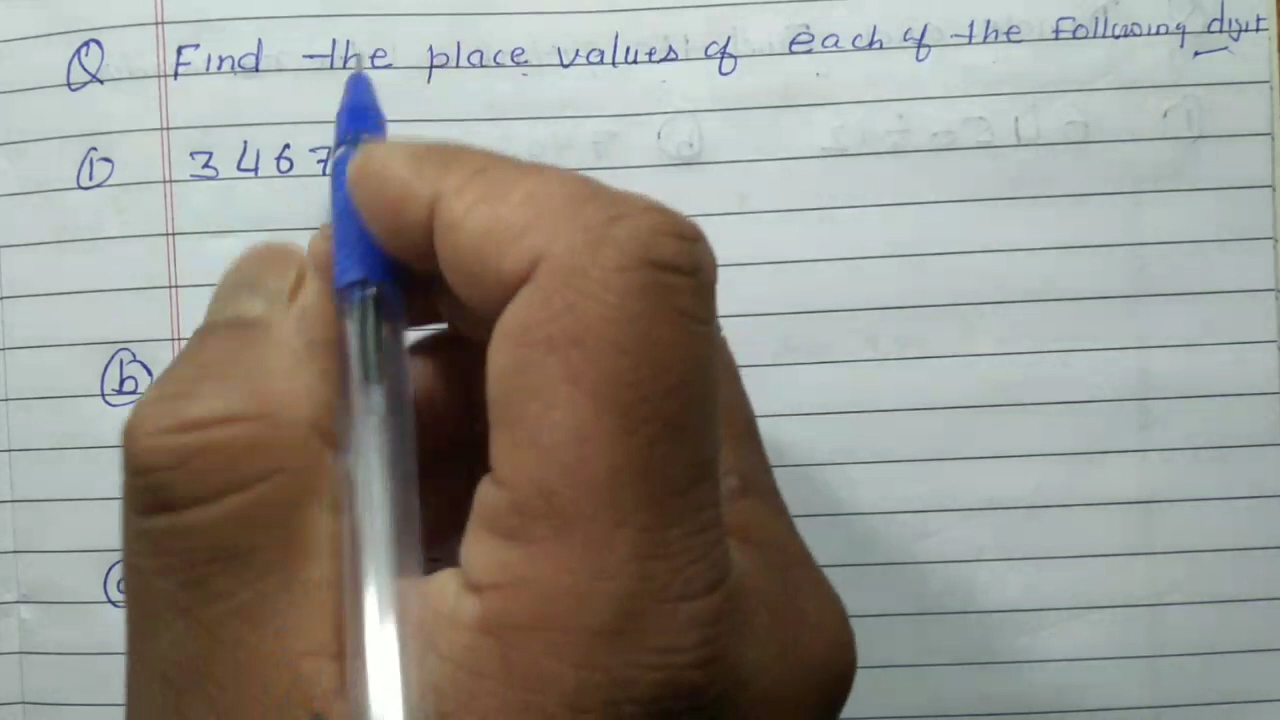 Q Find the place values of each of the following digit
① 3467
ⓑ